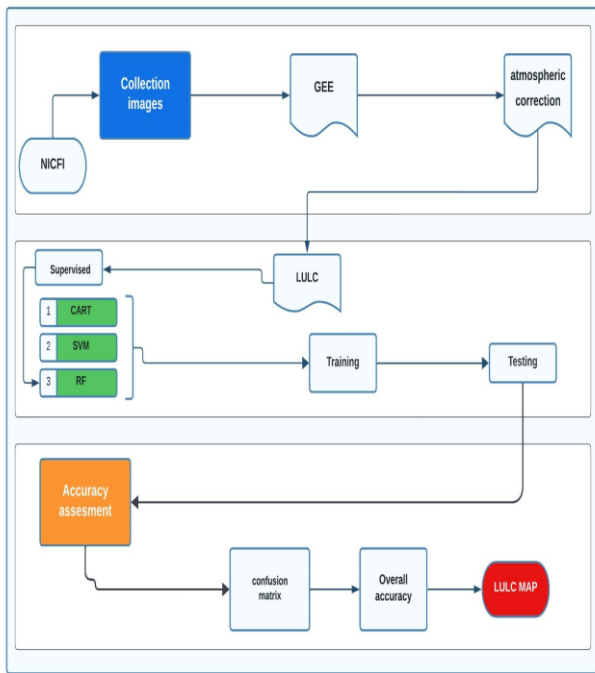 Collection
images
GEE
atmospheric
correction
NICFI
Supervised
LULC
1 CART
2 SVM
3 RF
Training
Testing
Accuracy
assesment
confusion
matrix
Overall
accuracy
LULC MAP